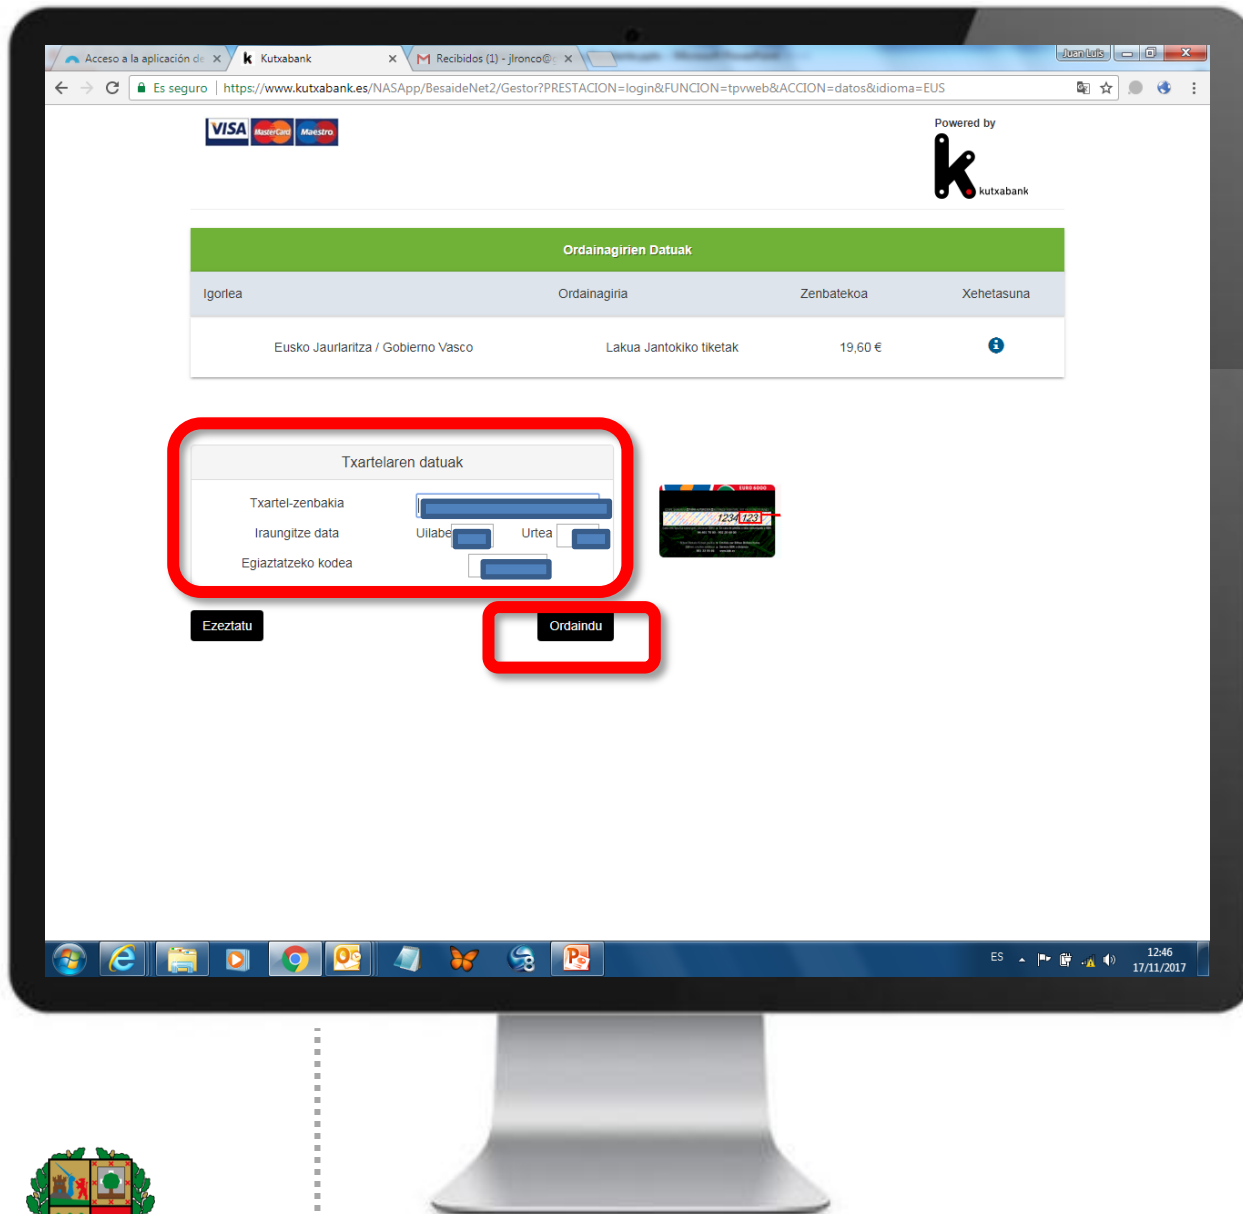 Acceso a la aplicación de
Kutxabank
Recibidos (1) - jlronco@g
Juan Luis
Es seguro
https://www.kutxabank.es/NASApp/BesaideNet2/Gestor?PRESTACION=login&FUNCION=tpvweb&ACCION=datos&idioma=EUS
VISA MasterCard Maestro
Powered by
k
kutxabank
Ordainagirien Datuak
Igorlea Ordainagiria Zenbatekoa Xehetasuna
Eusko Jaurlaritza / Gobierno Vasco Lakua Jantokiko tiketak 19,60 €
Txartelaren datuak
Txartel-zenbakia
Iraungitze data Uilabe Urtea
Egiaztatzeko kodea
EURO 6000
1234 123
Ezeztatu Ordaindu
ES 12:46
17/11/2017